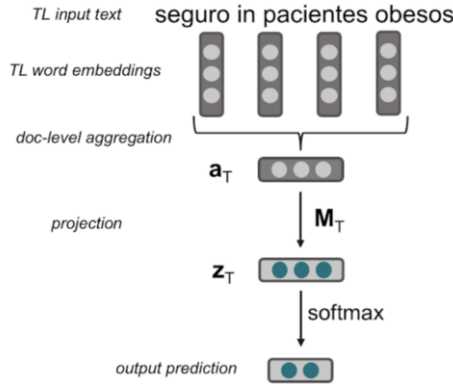 TL input text seguro in pacientes obesos
TL word embeddings
doc-level aggregation
aT
projection
MT
zT
softmax
output prediction